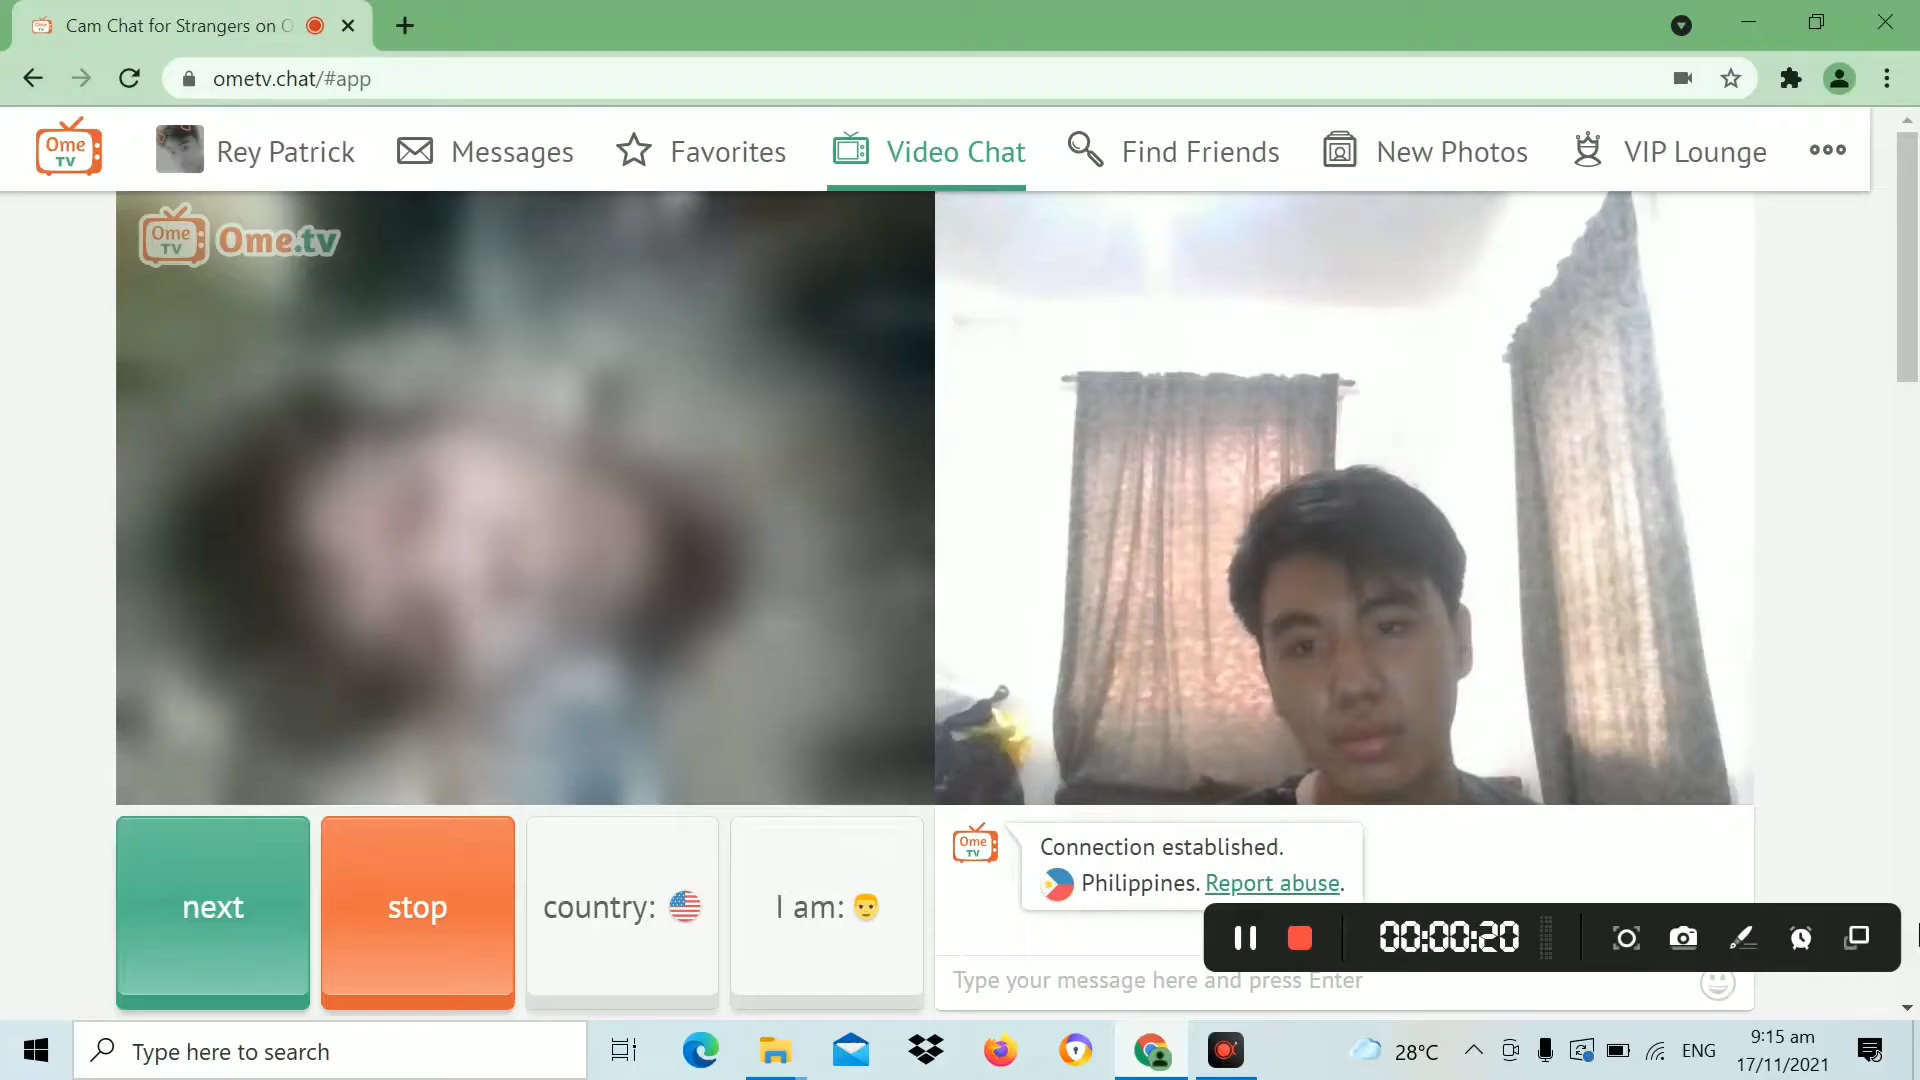 Cam Chat for Strangers on O
ometv.chat/#app
Ome TV
Rey Patrick
Messages
Favorites
Video Chat
Find Friends
New Photos
VIP Lounge
Ome TV
Ome.tv
next
stop
country:
I am:
Ome TV
Connection established.
Philippines. Report abuse.
00:00:20
Type your message here and press Enter
Type here to search
28°C
ENG
9:15 am
17/11/2021